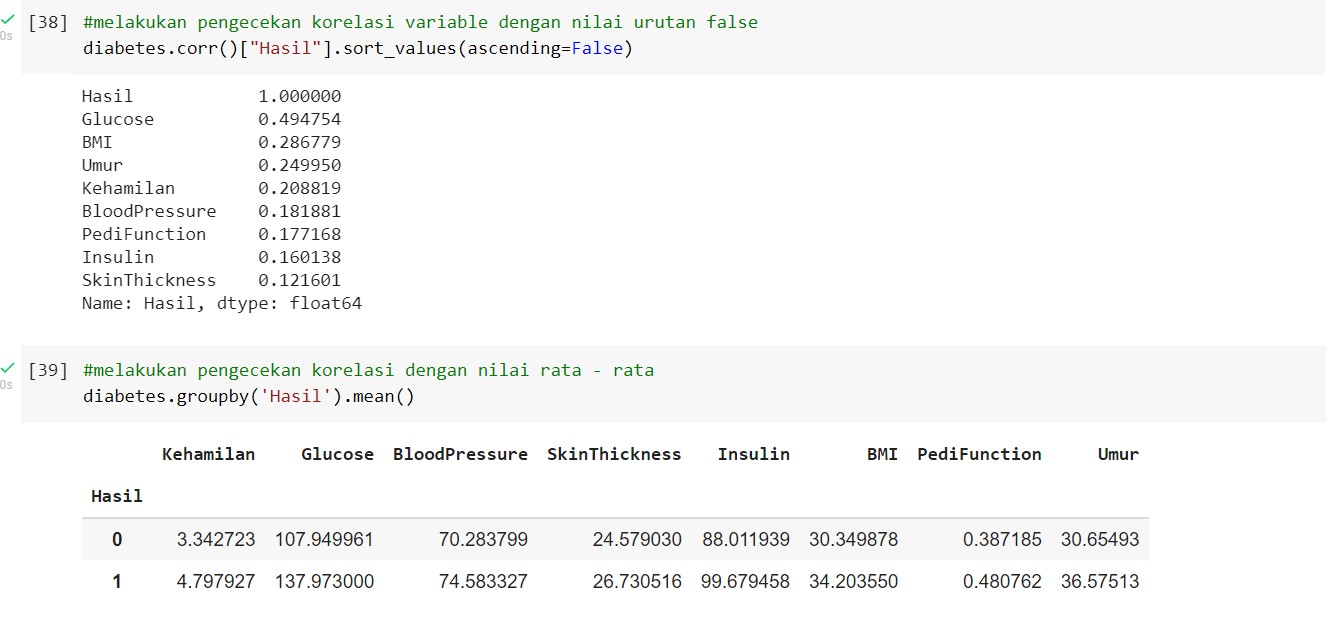 [38] #melakukan pengecekan korelasi variable dengan nilai urutan false
0s
diabetes.corr()["Hasil"].sort_values(ascending=False)
Hasil 1.000000
Glucose 0.494754
BMI 0.286779
Umur 0.249950
Kehamilan 0.208819
BloodPressure 0.181881
PediFunction 0.177168
Insulin 0.160138
SkinThickness 0.121601
Name: Hasil, dtype: float64
[39] #melakukan pengecekan korelasi dengan nilai rata - rata
0s
diabetes.groupby('Hasil').mean()
Kehamilan Glucose BloodPressure SkinThickness Insulin BMI PediFunction Umur
Hasil
0 3.342723 107.949961 70.283799 24.579030 88.011939 30.349878 0.387185 30.65493
1 4.797927 137.973000 74.583327 26.730516 99.679458 34.203550 0.480762 36.57513